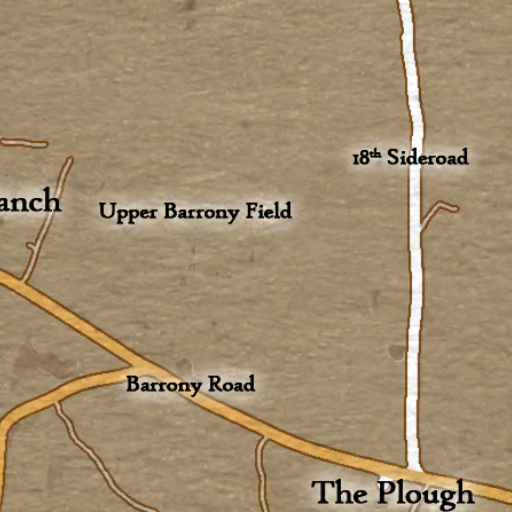 18th Sideroad
anch
Upper Barrony Field
Barrony Road
The Plough